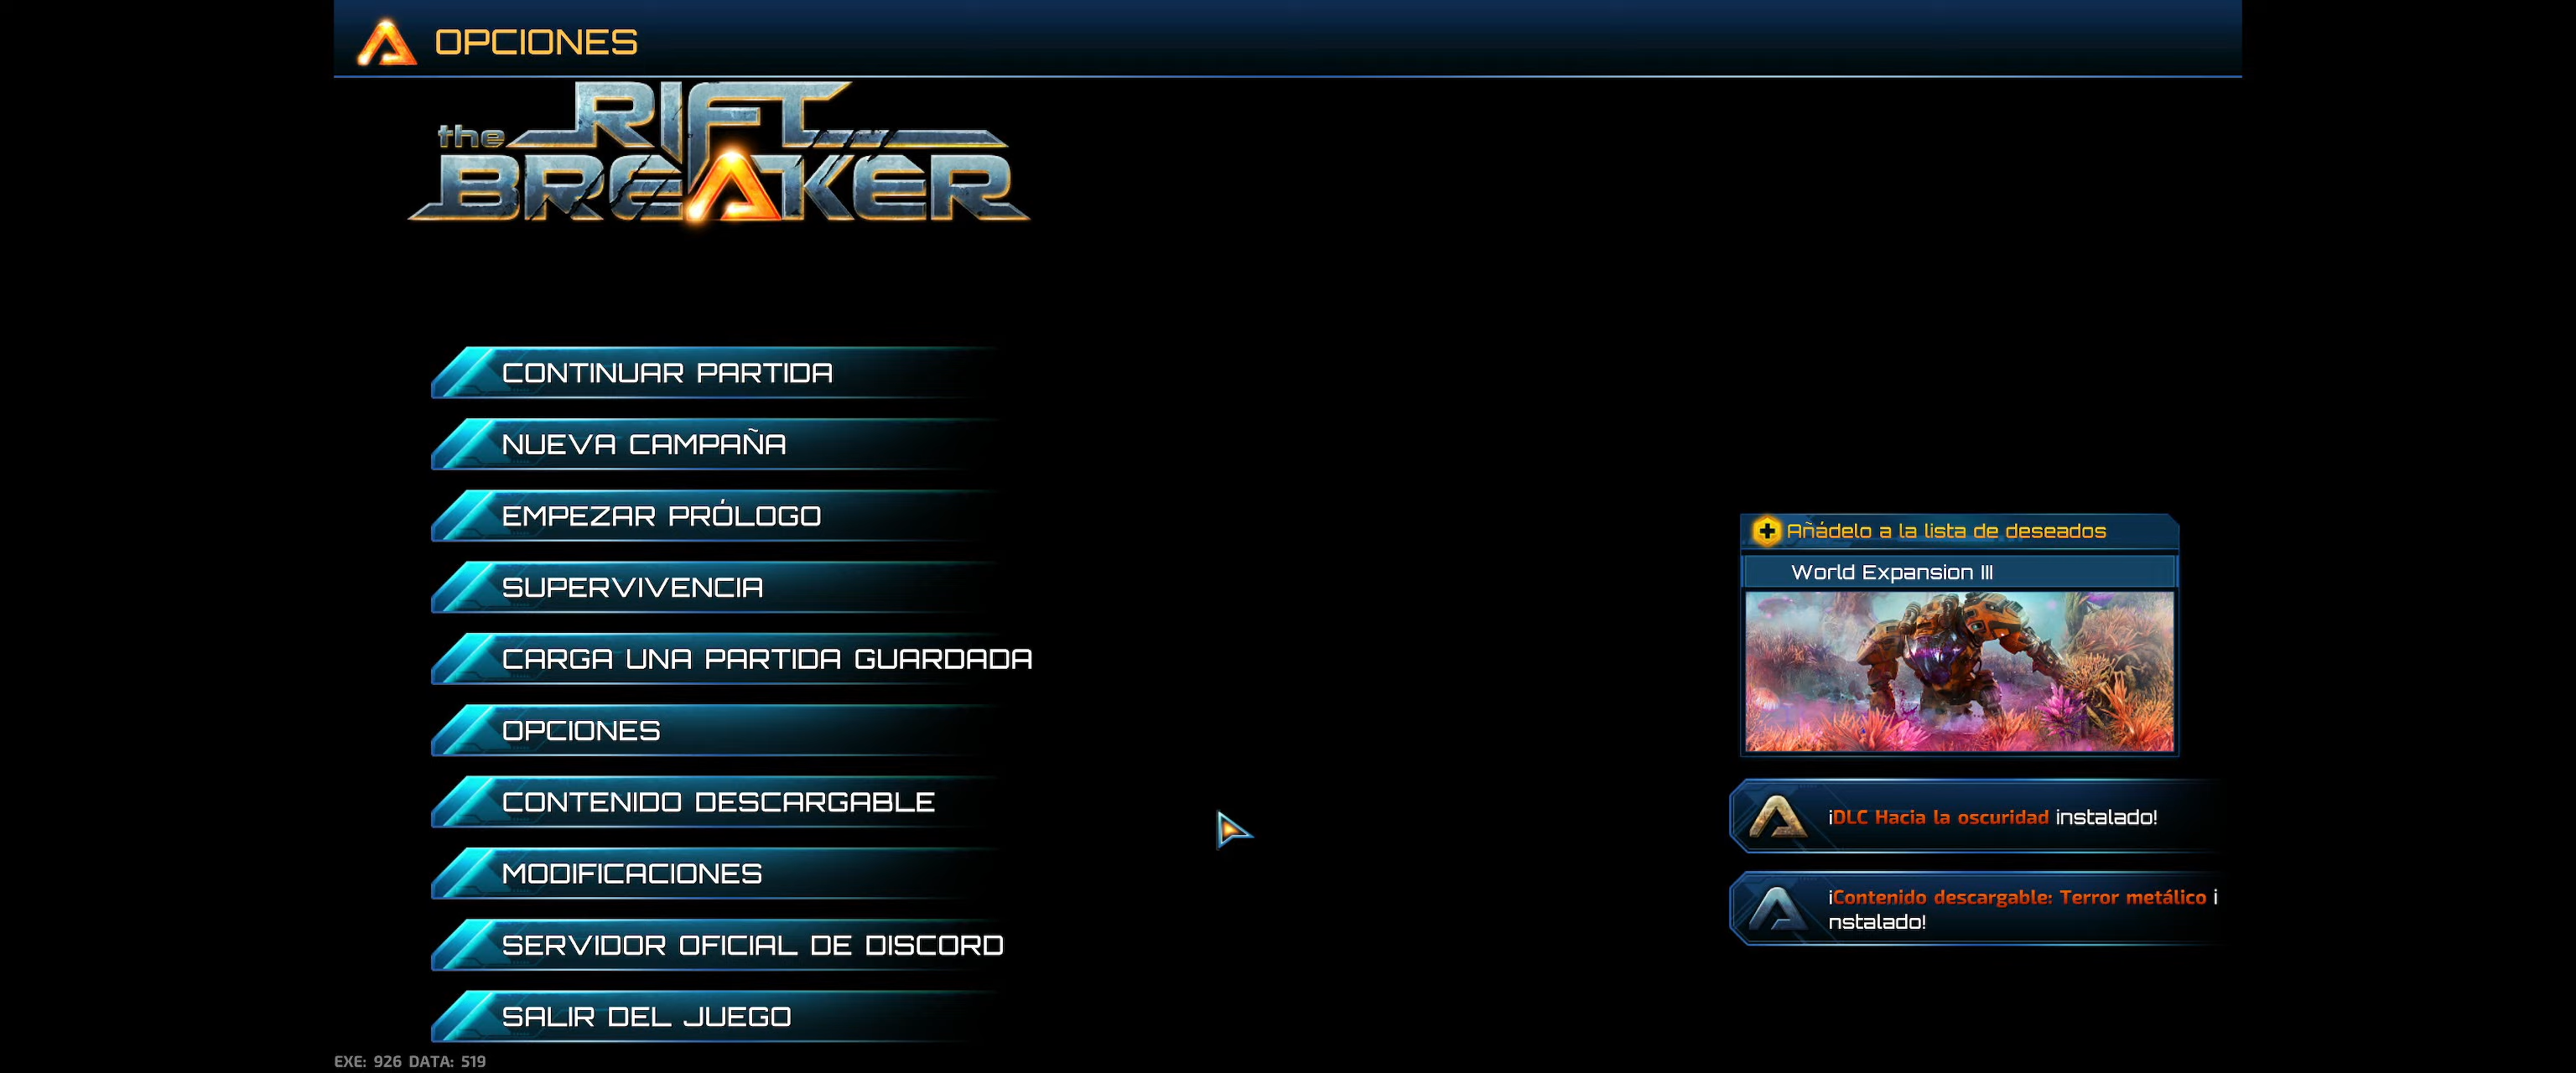 OPCIONES
the RIFT
BREAKER
CONTINUAR PARTIDA
NUEVA CAMPAÑA
EMPEZAR PRÓLOGO
SUPERVIVENCIA
CARGA UNA PARTIDA GUARDADA
OPCIONES
CONTENIDO DESCARGABLE
MODIFICACIONES
SERVIDOR OFICIAL DE DISCORD
SALIR DEL JUEGO
EXE: 926 DATA: 519
Añádelo a la lista de deseados
World Expansion III
¡DLC Hacia la oscuridad instalado!
¡Contenido descargable: Terror metálico i
nstalado!